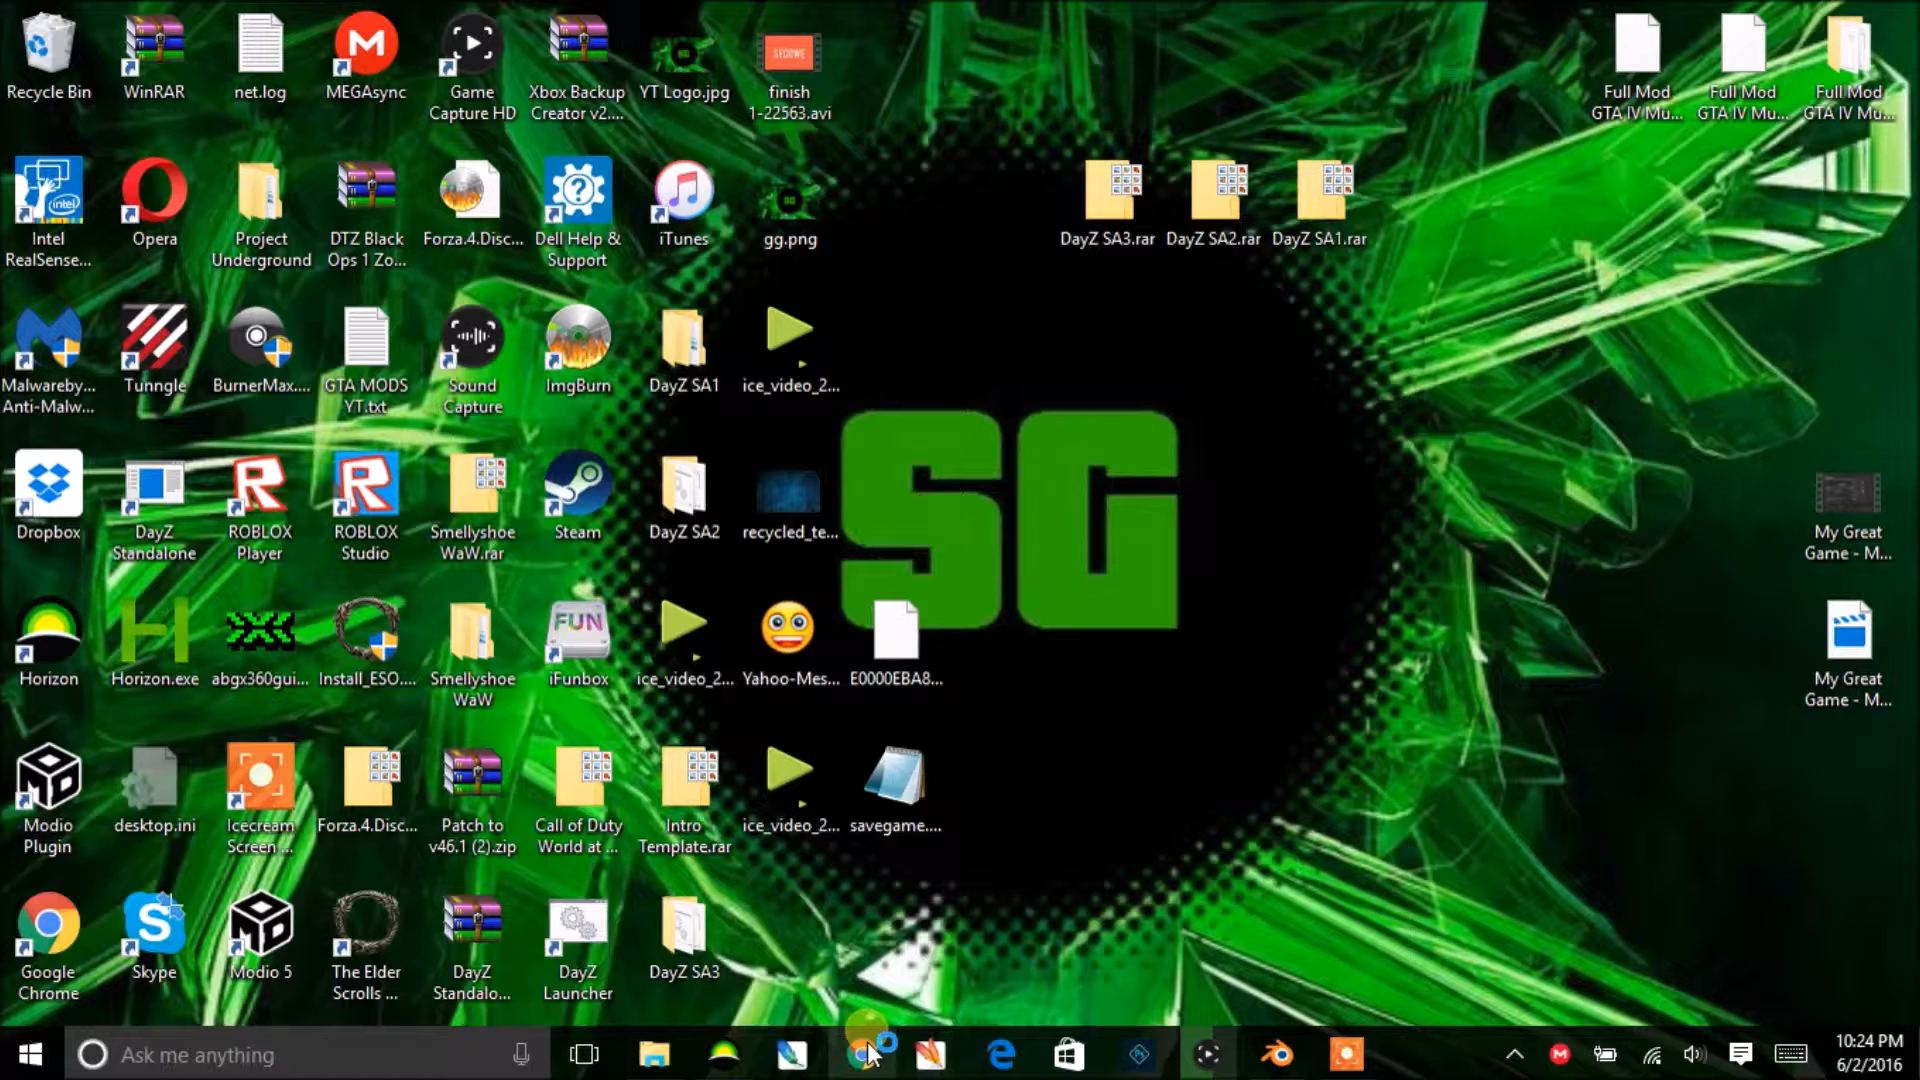 Recycle Bin
WinRAR
net.log
MEGAsync
Game
Capture HD
Xbox Backup
Creator v2....
YT Logo.jpg
SECOWE
finish
1-22563.avi
Full Mod
GTA IV Mu...
Full Mod
GTA IV Mu...
Full Mod
GTA IV Mu...
intel
Intel
RealSense...
Opera
Project
Underground
DTZ Black
Ops 1 Zo...
Forza.4.Disc...
Dell Help &
Support
iTunes
gg.png
DayZ SA3.rar
DayZ SA2.rar
DayZ SA1.rar
Malwareby...
Anti-Malw...
Tunngle
BurnerMax....
GTA MODS
YT.txt
Sound
Capture
ImgBurn
DayZ SA1
ice_video_2...
SG
Dropbox
DayZ
Standalone
ROBLOX
Player
ROBLOX
Studio
Smellyshoe
WaW.rar
Steam
DayZ SA2
recycled_te...
My Great
Game - M...
Horizon
Horizon.exe
abgx360gui...
Install_ESO....
Smellyshoe
WaW
FUN
iFunbox
ice_video_2...
Yahoo-Mes...
E0000EBA8...
My Great
Game - M...
Modio
Plugin
desktop.ini
Icecream
Screen ...
Forza.4.Disc...
Patch to
v46.1 (2).zip
Call of Duty
World at ...
Intro
Template.rar
ice_video_2...
savegame....
Google
Chrome
Skype
Modio 5
The Elder
Scrolls ...
DayZ
Standalo...
DayZ
Launcher
DayZ SA3
Ask me anything
10:24 PM
6/2/2016